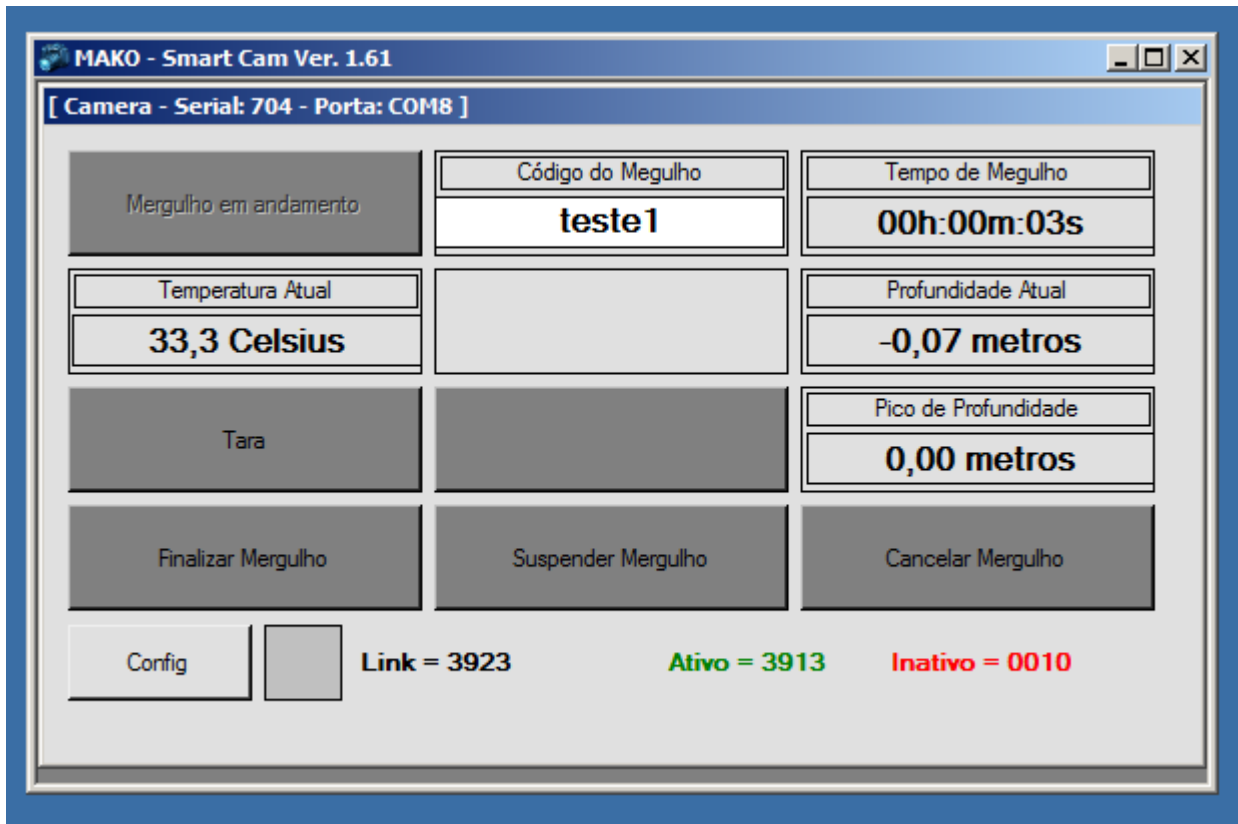 MAKO - Smart Cam Ver. 1.61
[ Camera - Serial: 704 - Porta: COM8 ]
Mergulho em andamento
Código do Megulho
teste1
Tempo de Megulho
00h:00m:03s
Temperatura Atual
33,3 Celsius
Profundidade Atual
-0,07 metros
Tara
Pico de Profundidade
0,00 metros
Finalizar Mergulho
Suspender Mergulho
Cancelar Mergulho
Config
Link = 3923
Ativo = 3913
Inativo = 0010